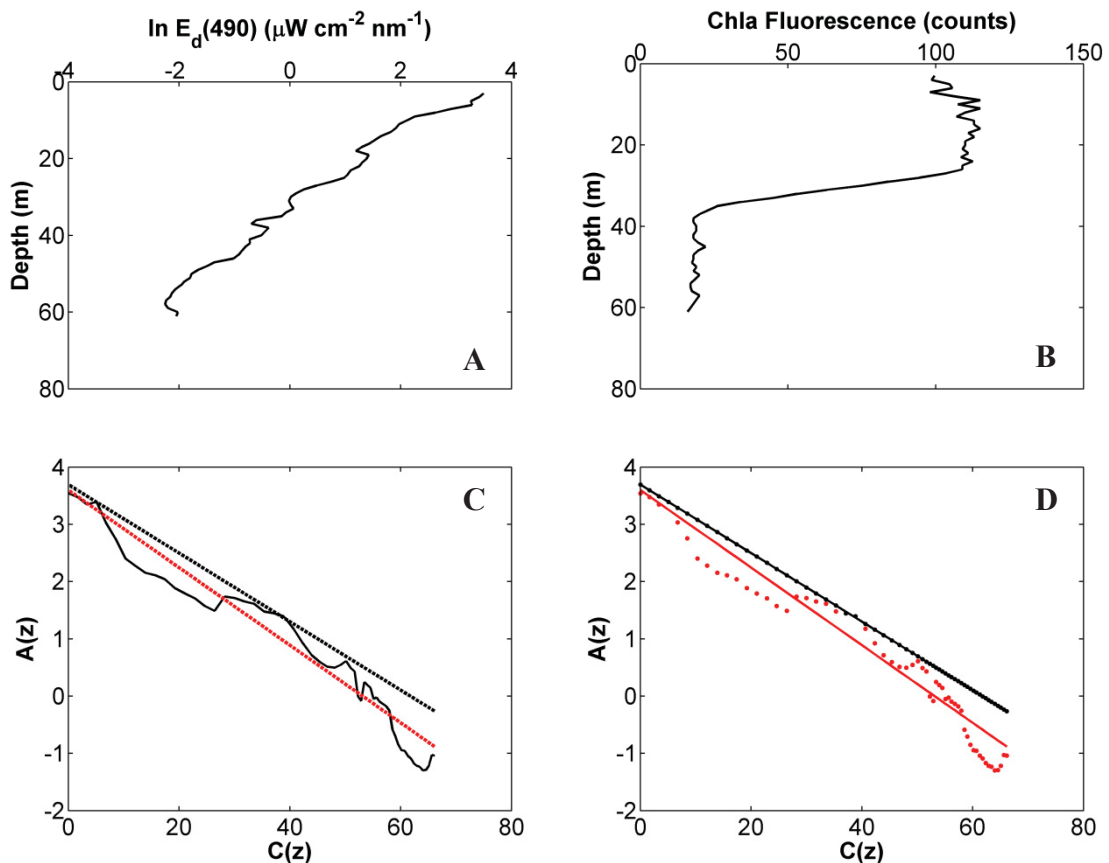 ln E_d(490) (μW cm⁻² nm⁻¹)
-4 -2 0 2 4
0
20
40
60
80
Depth (m)
A
Chla Fluorescence (counts)
0 50 100 150
0
20
40
60
80
Depth (m)
B
4
3
2
1
0
-1
-2
A(z)
C
0 20 40 60 80
C(z)
4
3
2
1
0
-1
-2
A(z)
D
0 20 40 60 80
C(z)